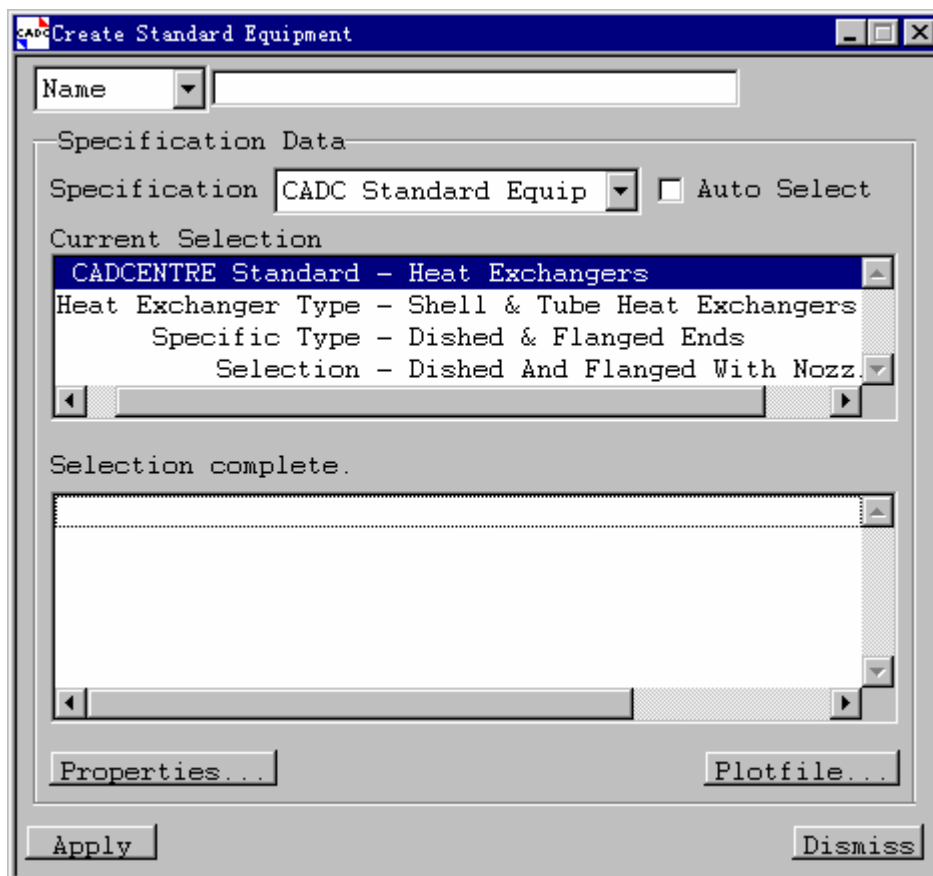 CADC Create Standard Equipment
Name
Specification Data
Specification CADC Standard Equip Auto Select
Current Selection
CADCENTRE Standard - Heat Exchangers
Heat Exchanger Type - Shell & Tube Heat Exchangers
Specific Type - Dished & Flanged Ends
Selection - Dished And Flanged With Nozz.
Selection complete.
Properties... Plotfile...
Apply Dismiss